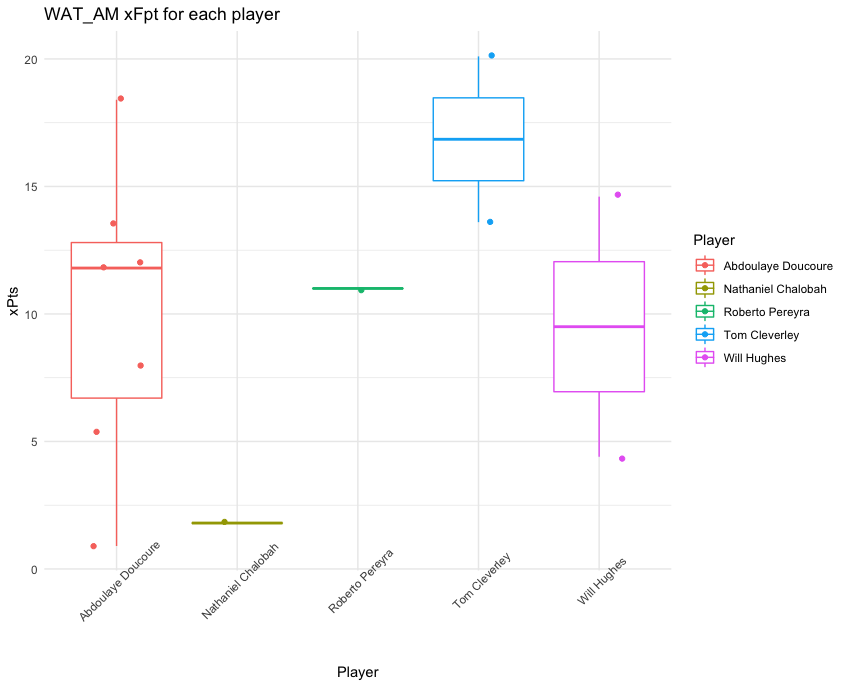 WAT_AM xFpt for each player
20
15
10
5
0
xPts
Abdoulaye Doucoure
Nathaniel Chalobah
Roberto Pereyra
Tom Cleverley
Will Hughes
Player
Player
Abdoulaye Doucoure
Nathaniel Chalobah
Roberto Pereyra
Tom Cleverley
Will Hughes